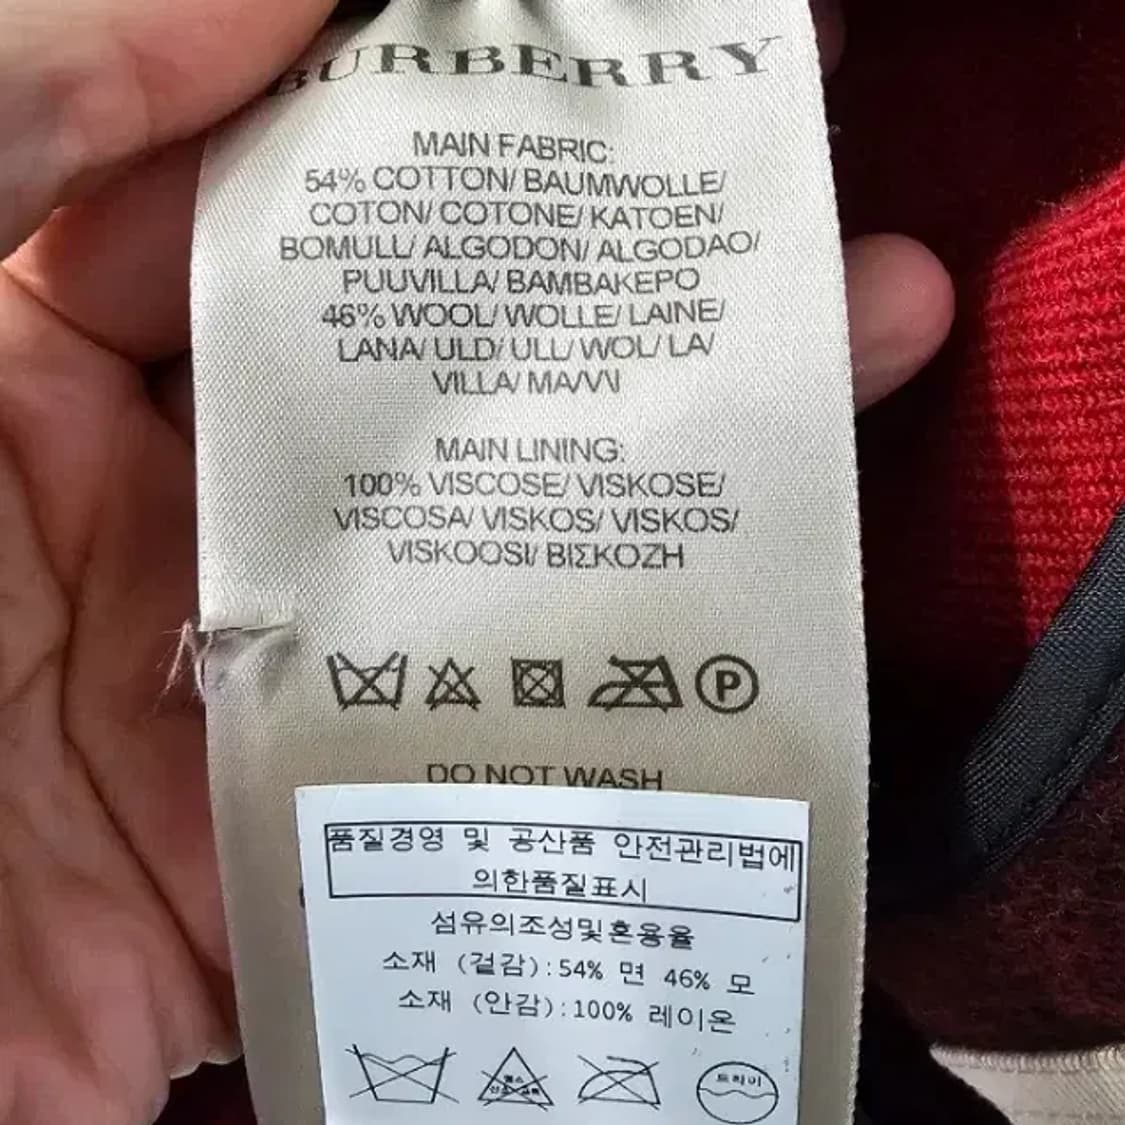 BURBERRY
MAIN FABRIC:
54% COTTON/ BAUMWOLLE/
COTON/ COTONE/ KATOEN/
BOMULL/ ALGODON/ ALGODAO/
PUUVILLA/ BAMBAKEPO
46% WOOL/ WOLLE/ LAINE/
LANA/ ULD/ ULL/ WOL/ LA/
VILLA/ MAΛΛI
MAIN LINING:
100% VISCOSE/ VISKOSE/
VISCOSA/ VISKOS/ VISKOS/
VISKOOSI/ ΒΙΣΚΟΖΗ
P
DO NOT WASH
품질경영 및 공산품 안전관리법에
의한품질표시
섬유의조성및혼용율
소재 (겉감):54% 면 46% 모
소재 (안감):100% 레이온
드라이